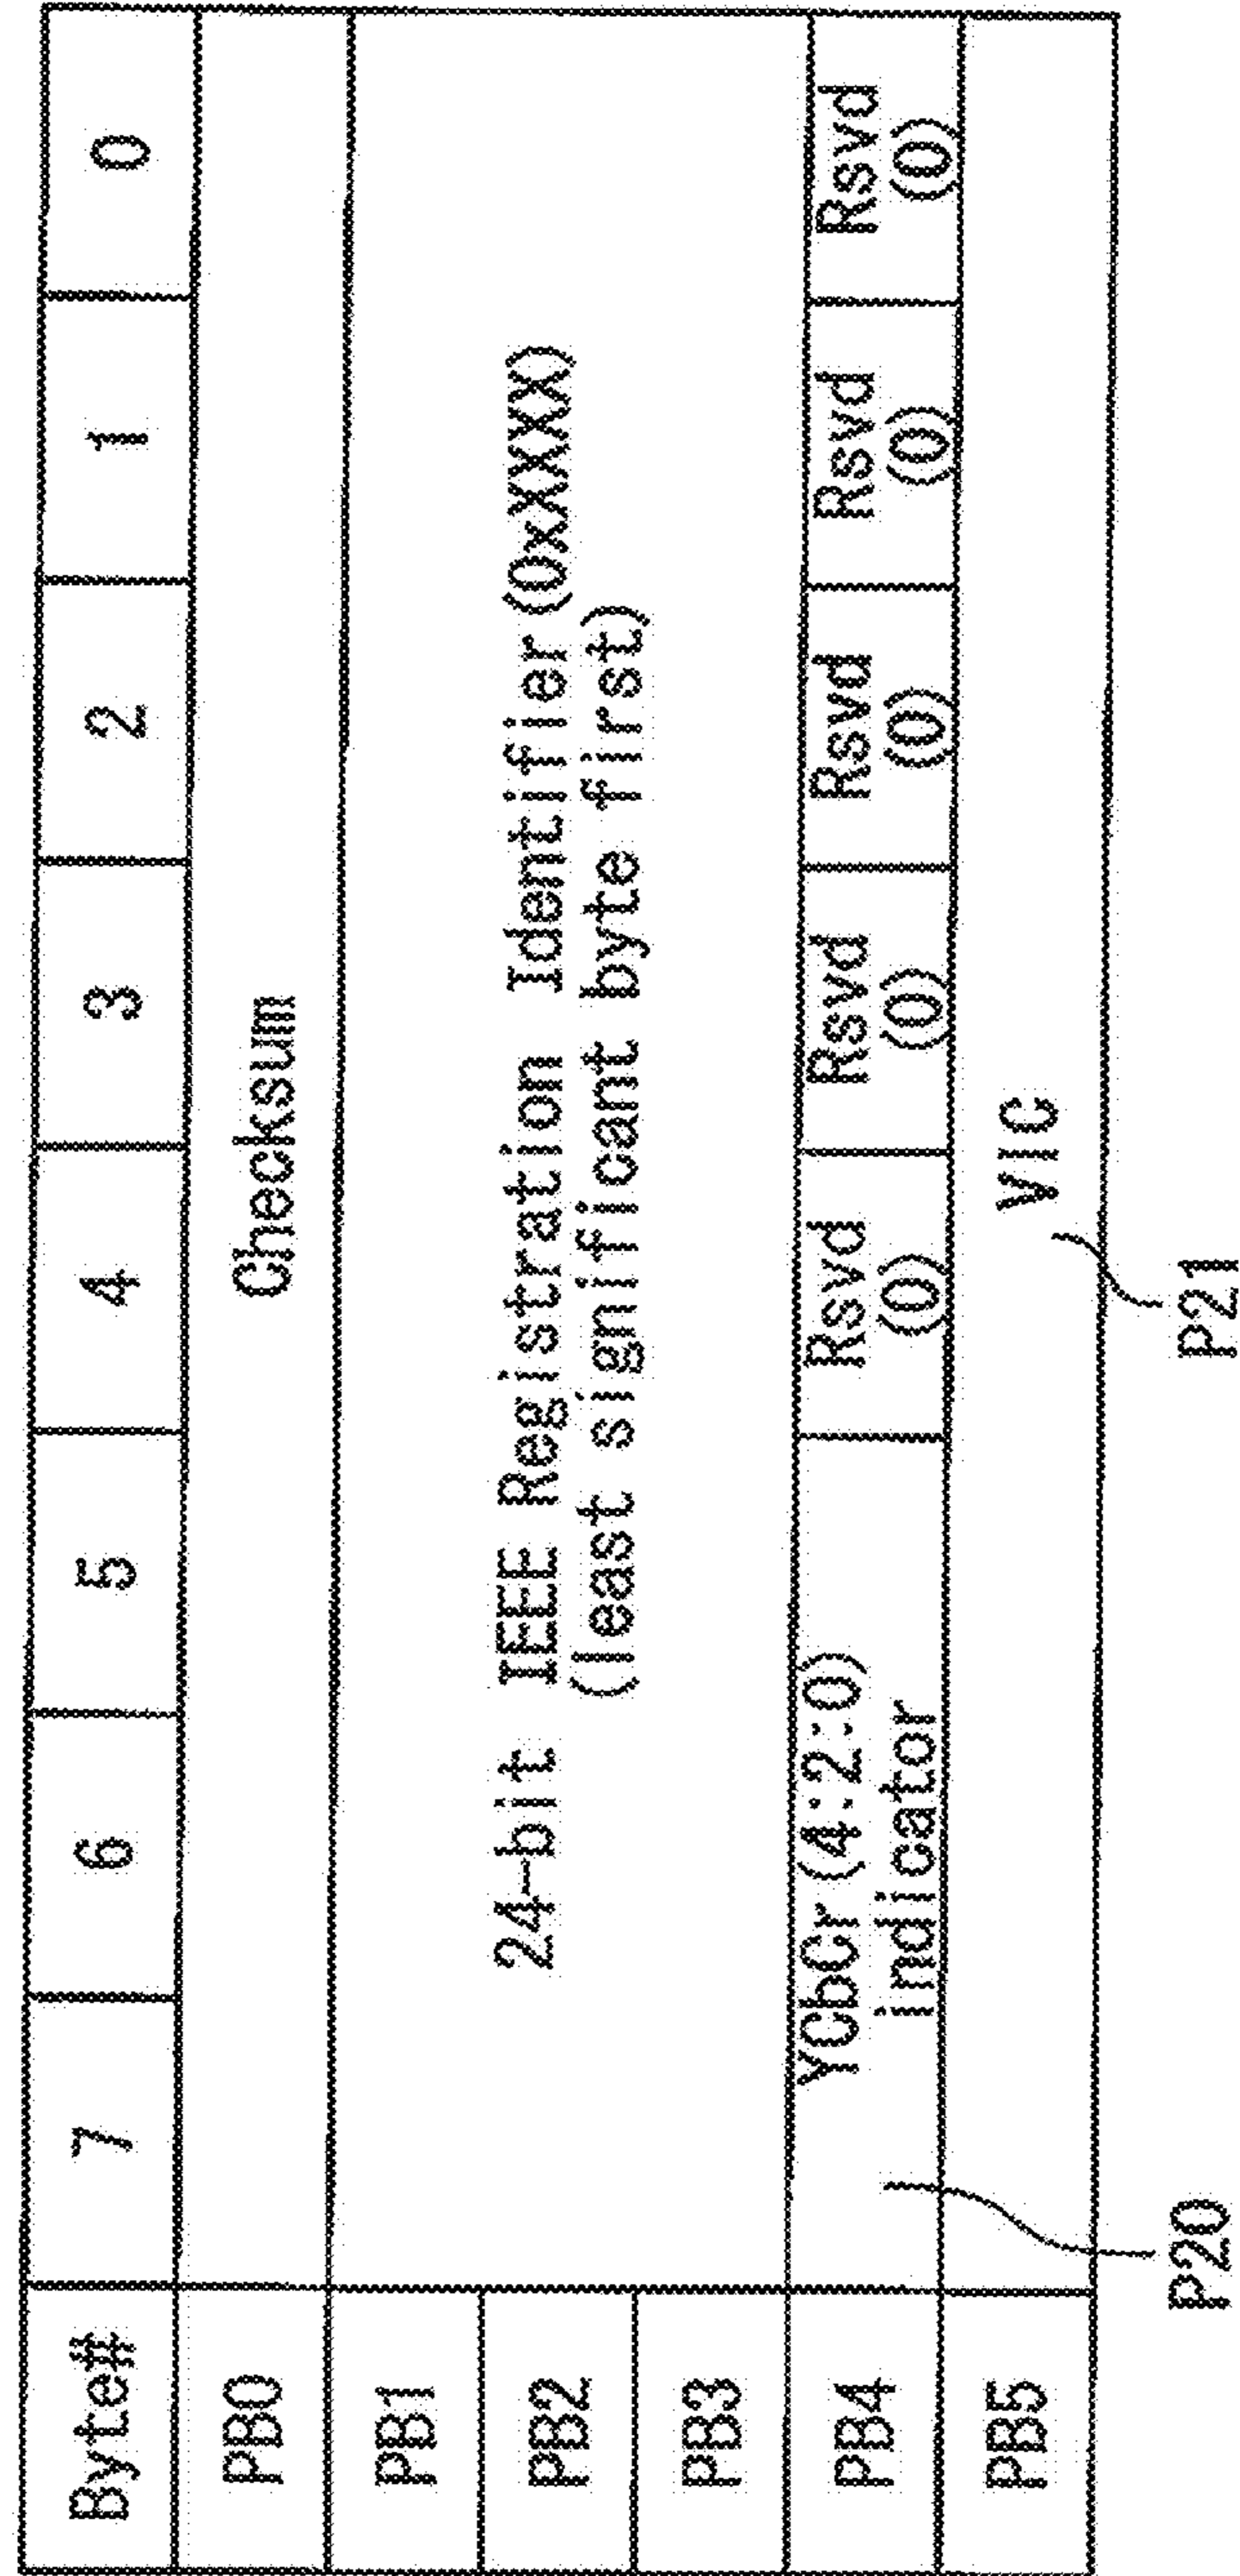 Byte# 7 6 5 4 3 2 1 0
PB0 Checksum
PB1
PB2 24-bit IEEE Registration Identifier(0xXXXX)
(least significant byte first)
PB3
PB4 YCbCr(4:2:0) Rsvd Rsvd Rsvd Rsvd Rsvd
indicator (0) (0) (0) (0) (0)
PB5 VIC
P20 P21